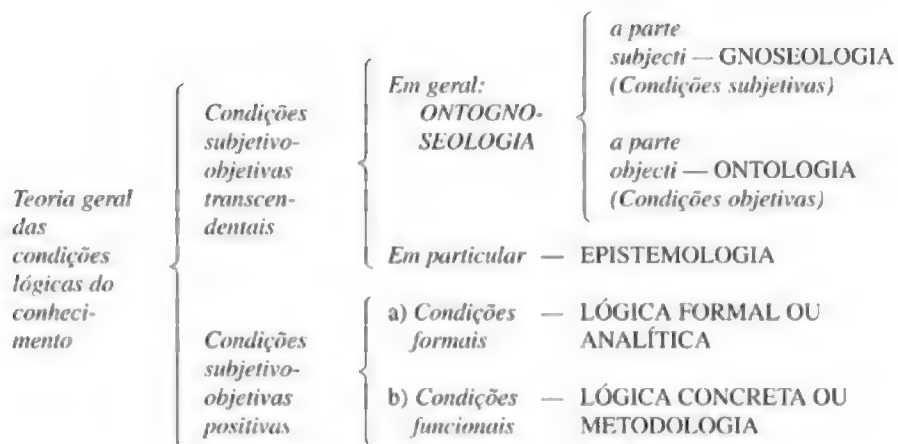 Teoria geral
das
condições
lógicas do
conheci-
mento
Condições
subjetivo-
objetivas
transcen-
dentais
Em geral:
ONTOGNO-
SEOLOGIA
a parte
subjecti — GNOSEOLOGIA
(Condições subjetivas)
a parte
objecti — ONTOLOGIA
(Condições objetivas)
Em particular — EPISTEMOLOGIA
Condições
subjetivo-
objetivas
positivas
a) Condições — LÓGICA FORMAL OU
formais ANALÍTICA
b) Condições — LÓGICA CONCRETA OU
funcionais METODOLOGIA